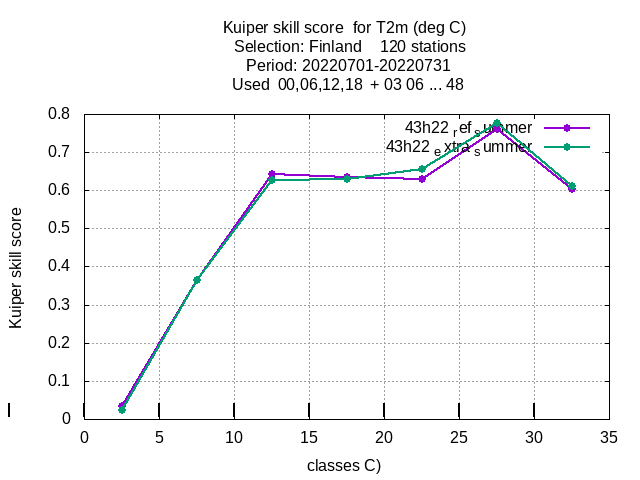 Kuiper skill score  for T2m (deg C)
Selection: Finland    120 stations
Period: 20220701-20220731
Used  00,06,12,18  + 03 06 ... 48
43h22_ref_summer
43h22_extra_summer
0.8
0.7
0.6
0.5
0.4
0.3
0.2
0.1
0
Kuiper skill score
0 5 10 15 20 25 30 35
classes C)